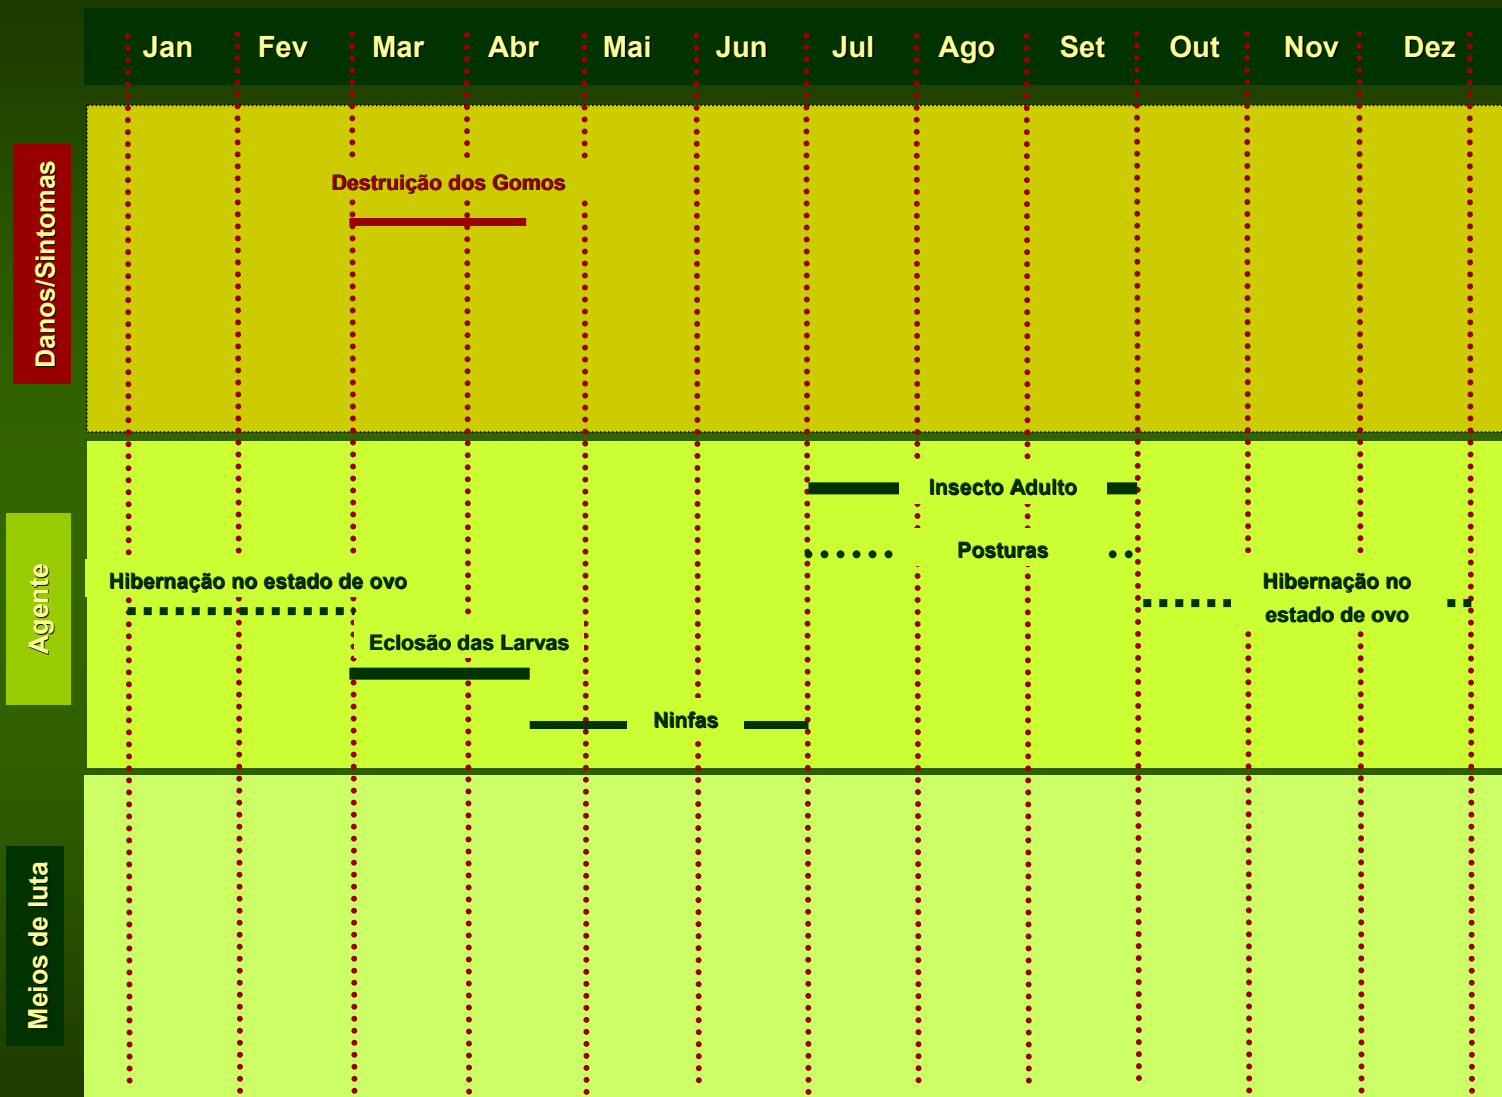 Jan Fev Mar Abr Mai Jun Jul Ago Set Out Nov Dez
Danos/Sintomas
Destruição dos Gomos
Agente
Insecto Adulto
Posturas
Hibernação no estado de ovo
Hibernação no
estado de ovo
Eclosão das Larvas
Ninfas
Meios de luta